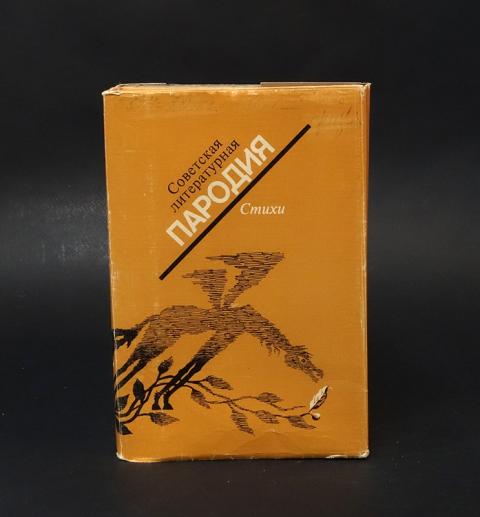 Советская
литературная
ПАРОДИЯ
Стихи